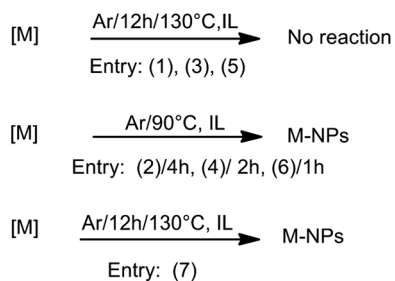 Ar/12h/130°C,IL
[M] No reaction
Entry: (1), (3), (5)
Ar/90°C, IL
[M] M-NPs
Entry: (2)/4h, (4)/ 2h, (6)/1h
Ar/12h/130°C, IL
[M] M-NPs
Entry: (7)